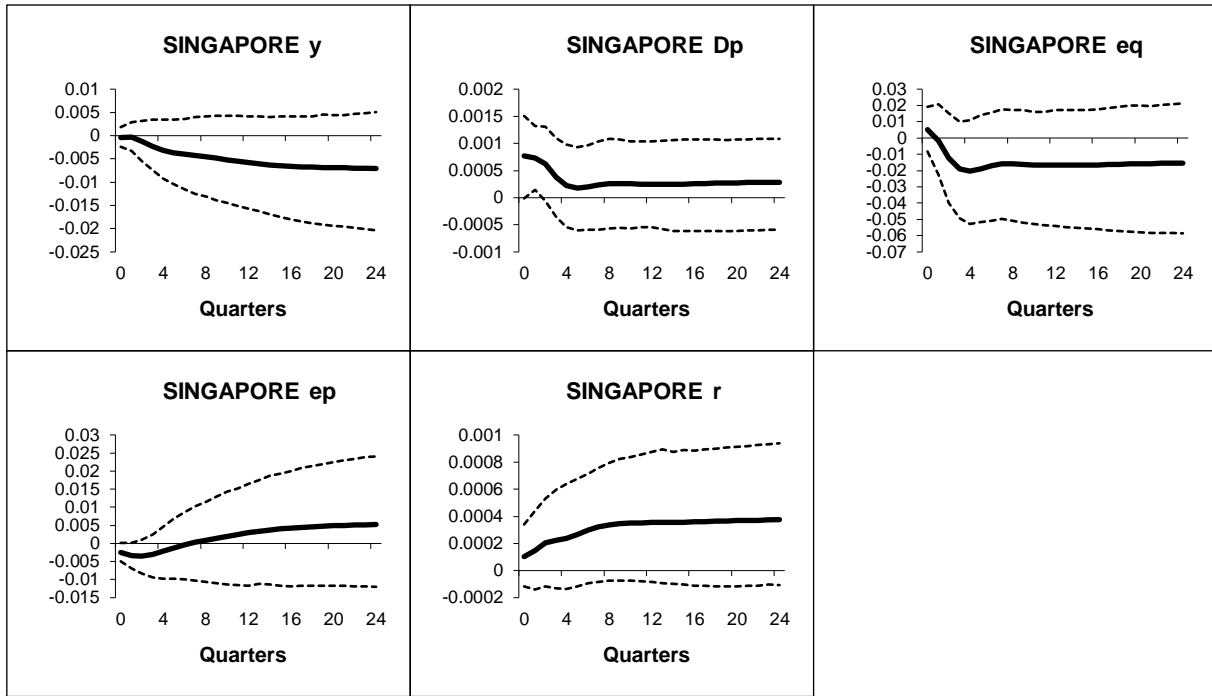 SINGAPORE y
0.01
0.005
0
-0.005
-0.01
-0.015
-0.02
-0.025
0 4 8 12 16 20 24
Quarters
SINGAPORE Dp
0.002
0.0015
0.001
0.0005
0
-0.0005
-0.001
0 4 8 12 16 20 24
Quarters
SINGAPORE eq
0.03
0.02
0.01
0
-0.01
-0.02
-0.03
-0.04
-0.05
-0.06
-0.07
0 4 8 12 16 20 24
Quarters
SINGAPORE ep
0.03
0.025
0.02
0.015
0.01
0.005
0
-0.005
-0.01
-0.015
0 4 8 12 16 20 24
Quarters
SINGAPORE r
0.001
0.0008
0.0006
0.0004
0.0002
0
-0.0002
0 4 8 12 16 20 24
Quarters